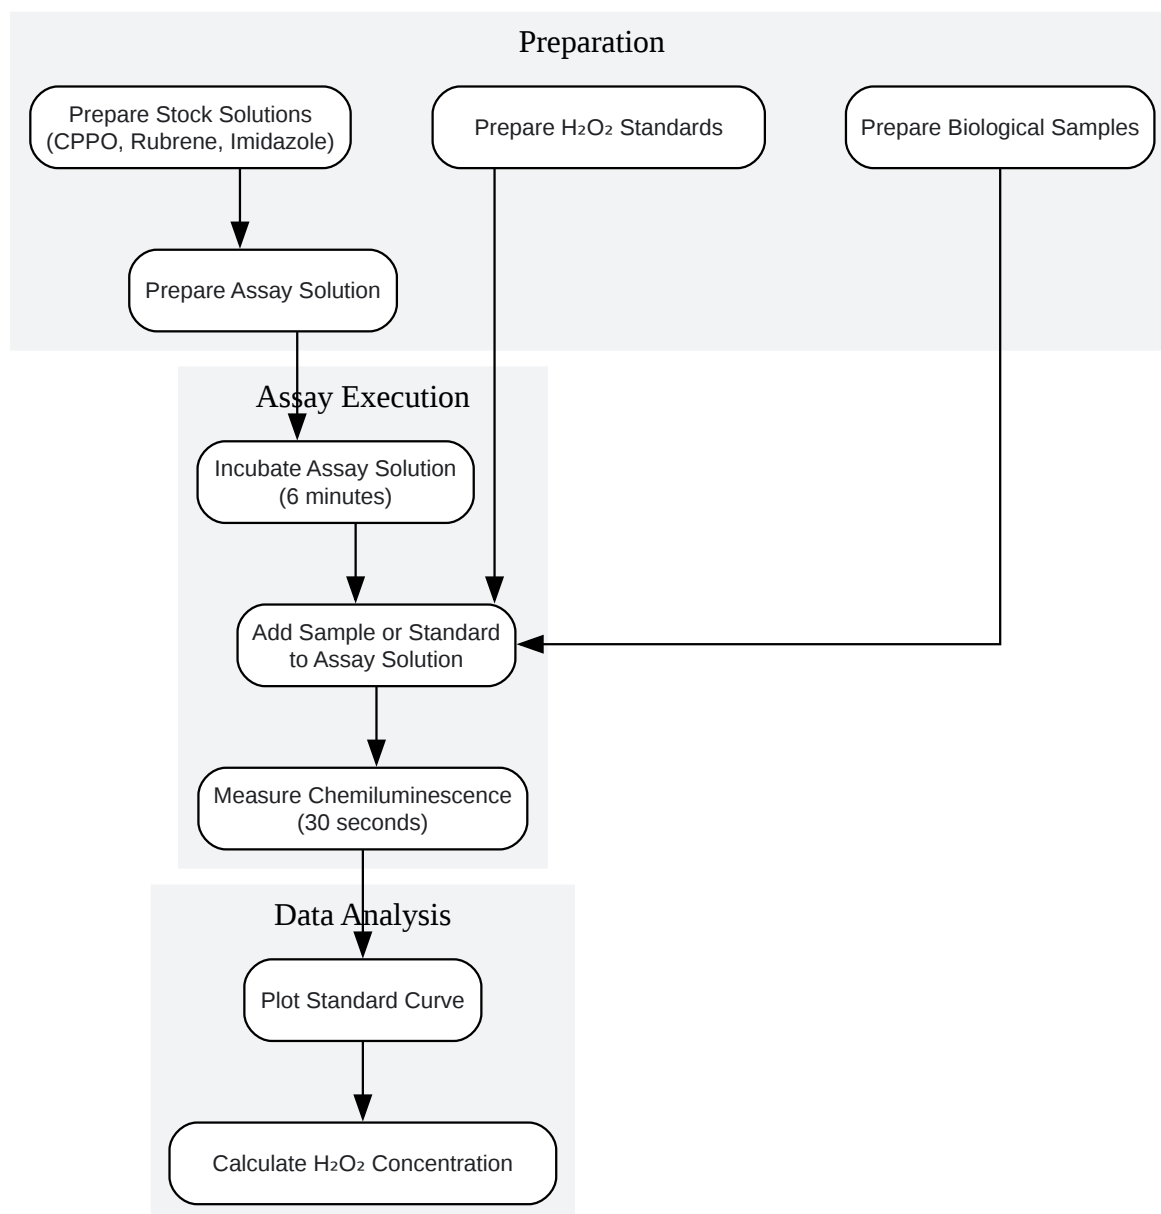 Preparation
Prepare Stock Solutions
(CPPO, Rubrene, Imidazole)
Prepare H₂O₂ Standards
Prepare Biological Samples
Prepare Assay Solution
Assay Execution
Incubate Assay Solution
(6 minutes)
Add Sample or Standard
to Assay Solution
Measure Chemiluminescence
(30 seconds)
Data Analysis
Plot Standard Curve
Calculate H₂O₂ Concentration